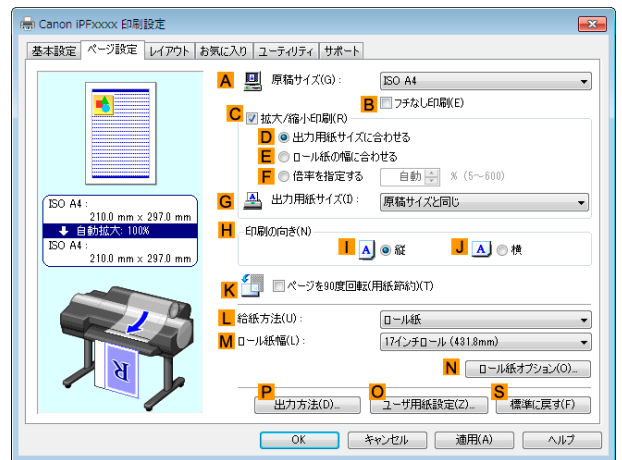 Canon iPFxxxx 印刷設定
基本設定 ページ設定 レイアウト お気に入り ユーティリティ サポート
A 原稿サイズ(G): ISO A4
B フチなし印刷(E)
C 拡大/縮小印刷(R)
D 出力用紙サイズに合わせる
E ロール紙の幅に合わせる
F 倍率を指定する 自動 % (5～600)
G 出力用紙サイズ(I): 原稿サイズと同じ
ISO A4 :
210.0 mm x 297.0 mm
自動拡大: 100%
ISO A4 :
210.0 mm x 297.0 mm
H 印刷の向き(N)
I A 縦 J A 横
K ページを90度回転(用紙節約)(T)
L 給紙方法(U): ロール紙
M ロール紙幅(L): 17インチロール (431.8mm)
R
N ロール紙オプション(O)...
P O S
出力方法(D)... ユーザ用紙設定(Z)... 標準に戻す(F)
OK キャンセル 適用(A) ヘルプ